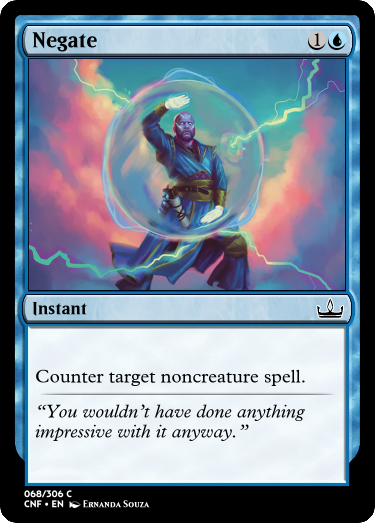 Negate 1
Instant
Counter target noncreature spell.
“You wouldn’t have done anything
impressive with it anyway.”
068/306 C
CNF • EN Ernanda Souza